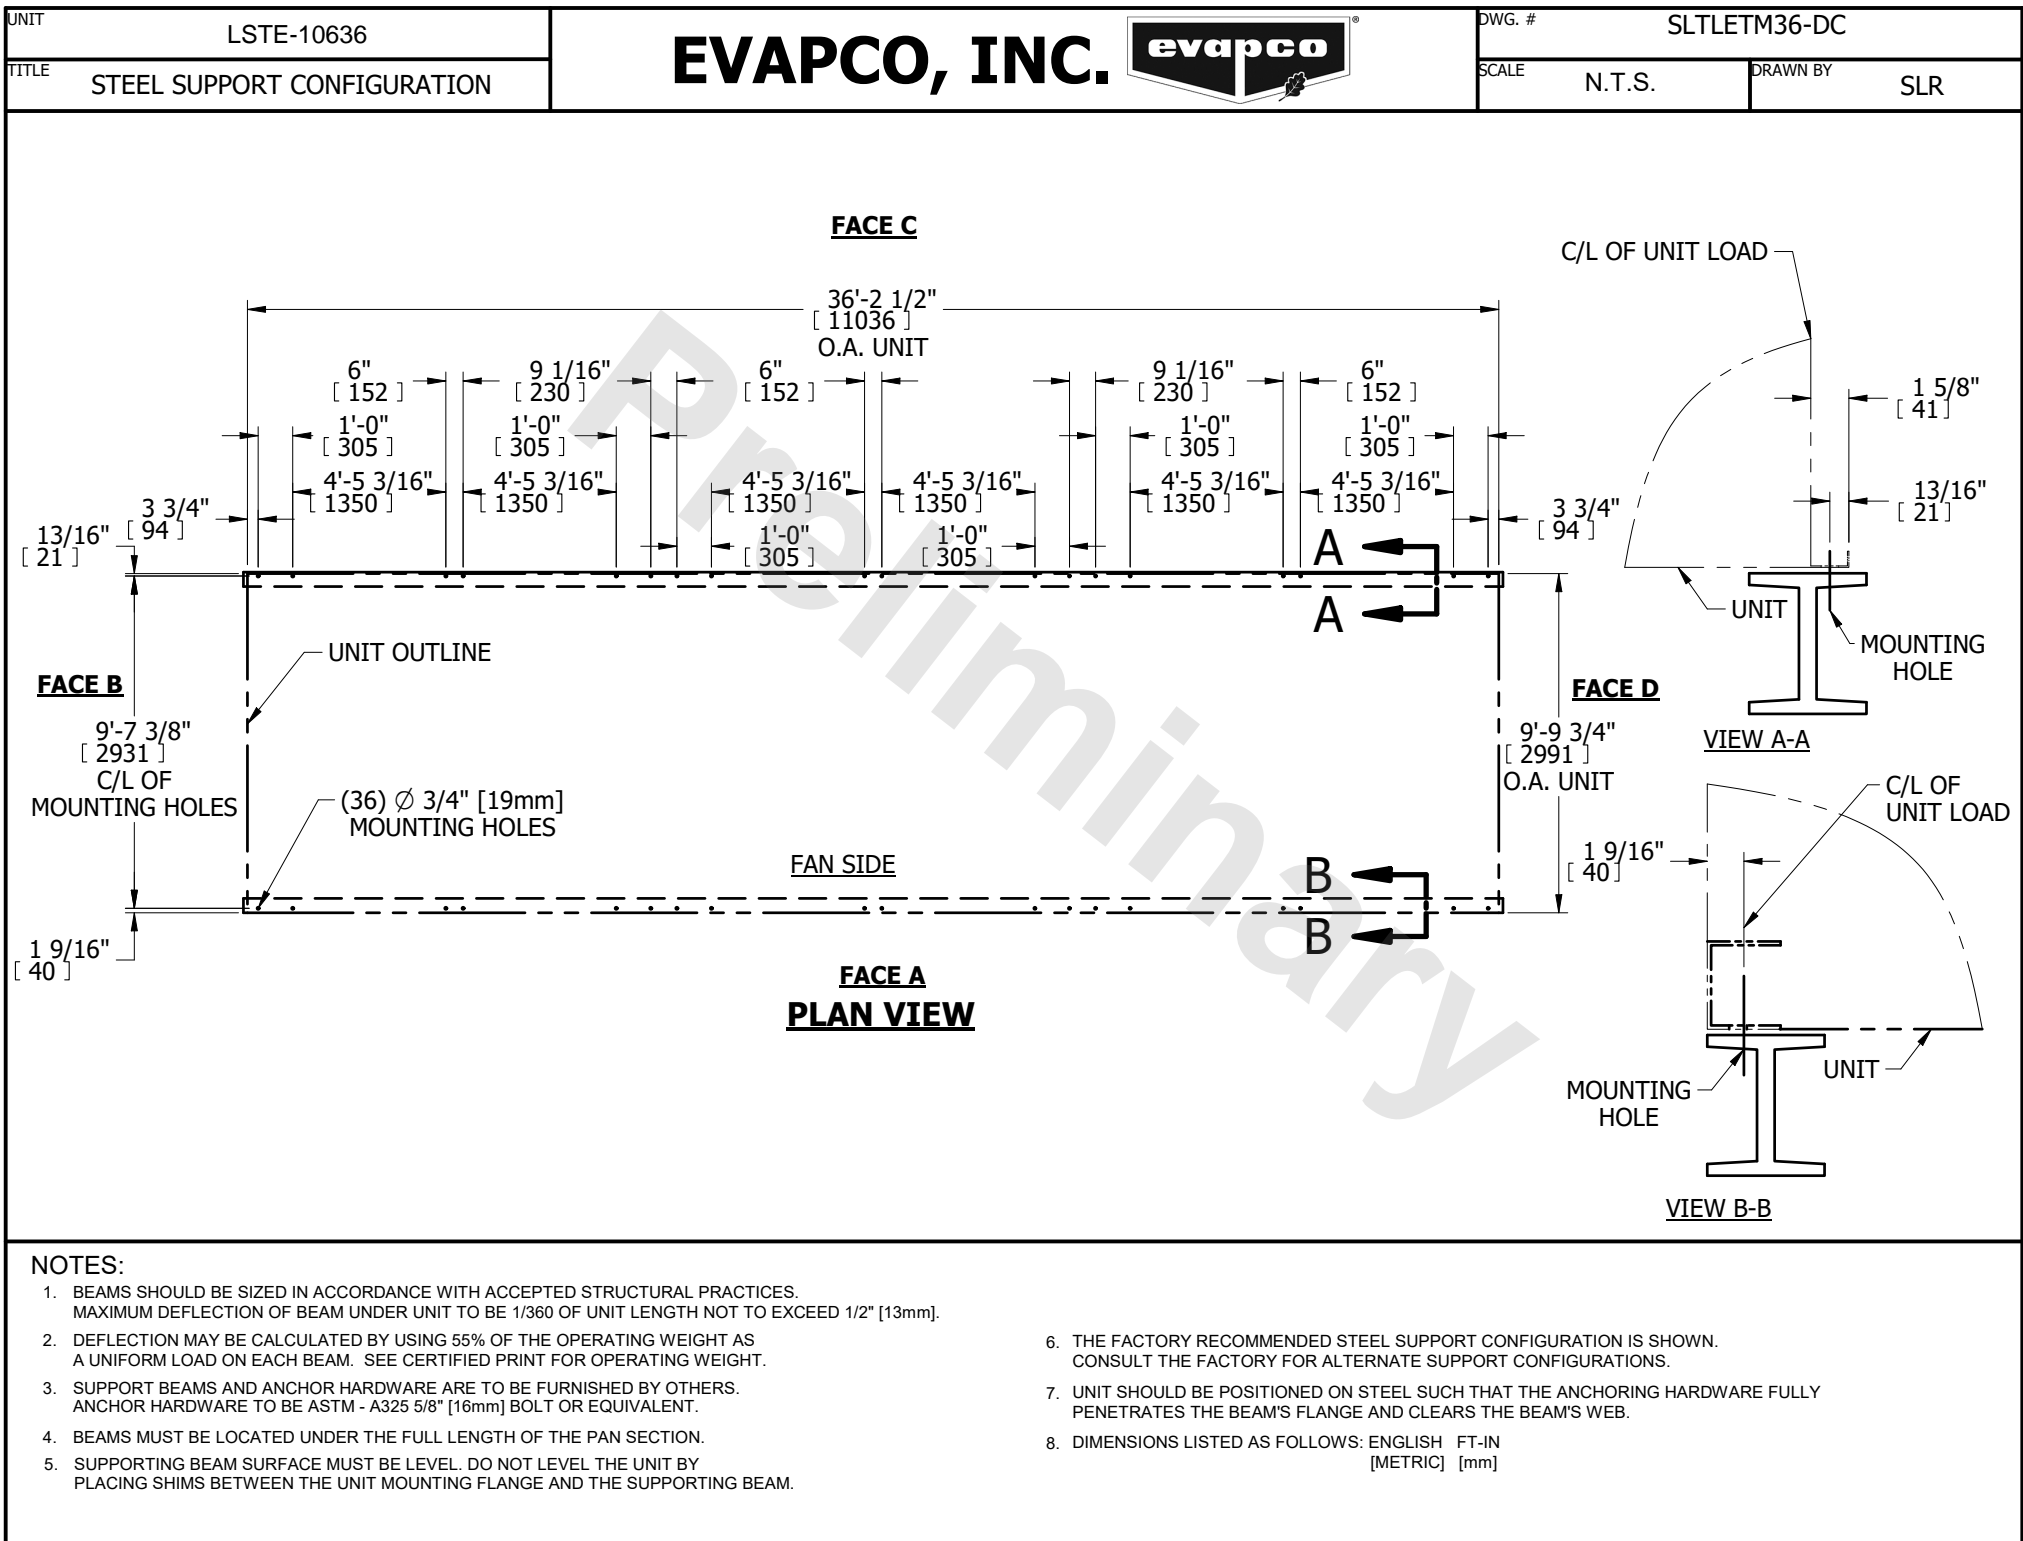 UNIT
LSTE-10636
TITLE
STEEL SUPPORT CONFIGURATION
EVAPCO, INC.
evapco
®
DWG. #
SLTLETM36-DC
SCALE
N.T.S.
DRAWN BY
SLR
FACE C
36'-2 1/2"
[ 11036 ]
O.A. UNIT
6"
[ 152 ]
9 1/16"
[ 230 ]
6"
[ 152 ]
9 1/16"
[ 230 ]
6"
[ 152 ]
1'-0"
[ 305 ]
1'-0"
[ 305 ]
1'-0"
[ 305 ]
1'-0"
[ 305 ]
4'-5 3/16"
[ 1350 ]
4'-5 3/16"
[ 1350 ]
4'-5 3/16"
[ 1350 ]
4'-5 3/16"
[ 1350 ]
4'-5 3/16"
[ 1350 ]
4'-5 3/16"
[ 1350 ]
3 3/4"
[ 94 ]
3 3/4"
[ 94 ]
13/16"
[ 21 ]
1'-0"
[ 305 ]
1'-0"
[ 305 ]
A
A
UNIT OUTLINE
FACE B
FACE D
9'-7 3/8"
[ 2931 ]
C/L OF
MOUNTING HOLES
9'-9 3/4"
[ 2991 ]
O.A. UNIT
(36) Ø 3/4" [19mm]
MOUNTING HOLES
FAN SIDE
B
B
1 9/16"
[ 40 ]
FACE A
PLAN VIEW
Preliminary
C/L OF UNIT LOAD
1 5/8"
[ 41 ]
13/16"
[ 21 ]
UNIT
MOUNTING
HOLE
VIEW A-A
C/L OF
UNIT LOAD
1 9/16"
[ 40 ]
UNIT
MOUNTING
HOLE
VIEW B-B
NOTES:
1. BEAMS SHOULD BE SIZED IN ACCORDANCE WITH ACCEPTED STRUCTURAL PRACTICES.
MAXIMUM DEFLECTION OF BEAM UNDER UNIT TO BE 1/360 OF UNIT LENGTH NOT TO EXCEED 1/2" [13mm].
2. DEFLECTION MAY BE CALCULATED BY USING 55% OF THE OPERATING WEIGHT AS
A UNIFORM LOAD ON EACH BEAM. SEE CERTIFIED PRINT FOR OPERATING WEIGHT.
3. SUPPORT BEAMS AND ANCHOR HARDWARE ARE TO BE FURNISHED BY OTHERS.
ANCHOR HARDWARE TO BE ASTM - A325 5/8" [16mm] BOLT OR EQUIVALENT.
4. BEAMS MUST BE LOCATED UNDER THE FULL LENGTH OF THE PAN SECTION.
5. SUPPORTING BEAM SURFACE MUST BE LEVEL. DO NOT LEVEL THE UNIT BY
PLACING SHIMS BETWEEN THE UNIT MOUNTING FLANGE AND THE SUPPORTING BEAM.
6. THE FACTORY RECOMMENDED STEEL SUPPORT CONFIGURATION IS SHOWN.
CONSULT THE FACTORY FOR ALTERNATE SUPPORT CONFIGURATIONS.
7. UNIT SHOULD BE POSITIONED ON STEEL SUCH THAT THE ANCHORING HARDWARE FULLY
PENETRATES THE BEAM'S FLANGE AND CLEARS THE BEAM'S WEB.
8. DIMENSIONS LISTED AS FOLLOWS: ENGLISH FT-IN
[METRIC] [mm]